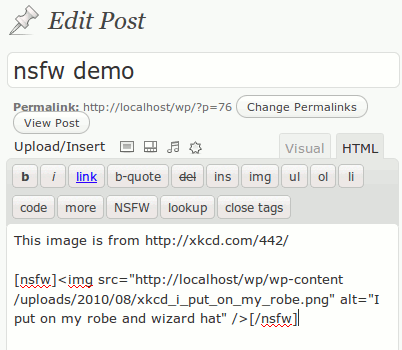 Edit Post
nsfw demo
Permalink: http://localhost/wp/?p=76 Change Permalinks
View Post
Upload/Insert Visual HTML
b i link b-quote del ins img ul ol li
code more NSFW lookup close tags
This image is from http://xkcd.com/442/
[nsfw]<img src="http://localhost/wp/wp-content
/uploads/2010/08/xkcd_i_put_on_my_robe.png" alt="I
put on my robe and wizard hat" />[/nsfw]